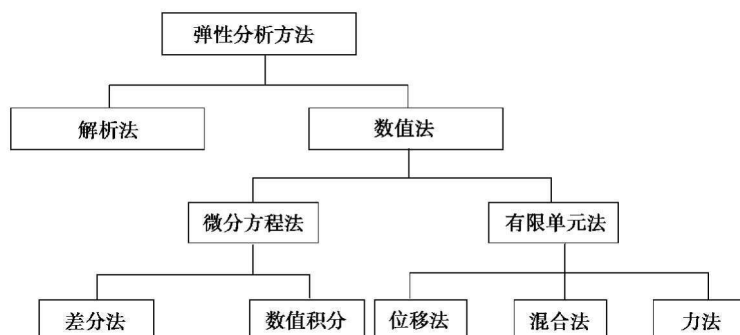 弹性分析方法
解析法
数值法
微分方程法
有限单元法
差分法
数值积分
位移法
混合法
力法